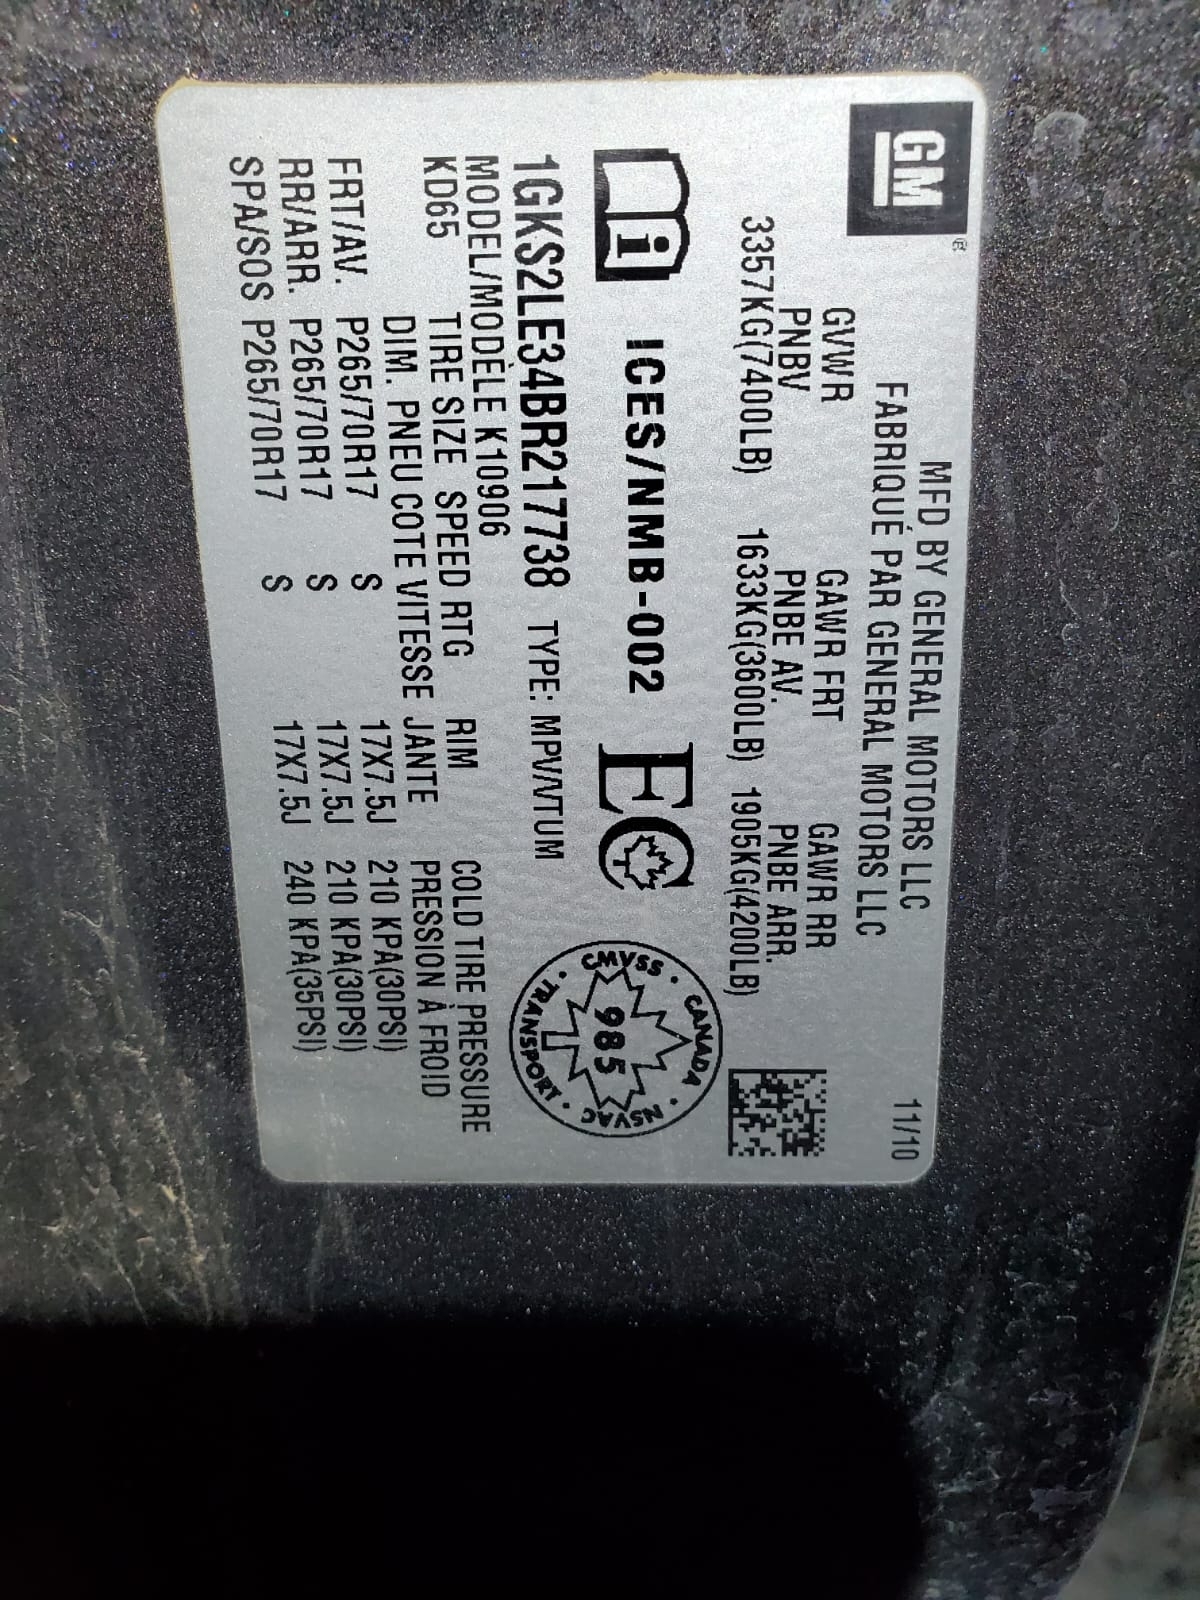 GM
MFD BY GENERAL MOTORS LLC 11/10
FABRIQUÉ PAR GENERAL MOTORS LLC
GVWR GAWR FRT GAWR RR
PNBV PNBE AV. PNBE ARR.
3357KG(7400LB) 1633KG(3600LB) 1905KG(4200LB)
i ICES/NMB-002 EC
CANADA · NSVAC · TRANSPORT · CMVSS ·
985
1GKS2LE34BR217738 TYPE: MPV/VTUM
MODEL/MODÈLE K10906
KD65 TIRE SIZE SPEED RTG RIM COLD TIRE PRESSURE
DIM. PNEU COTE VITESSE JANTE PRESSION À FROID
FRT/AV. P265/70R17 S 17X7.5J 210 KPA(30PSI)
RR/ARR. P265/70R17 S 17X7.5J 210 KPA(30PSI)
SPA/SOS P265/70R17 S 17X7.5J 240 KPA(35PSI)